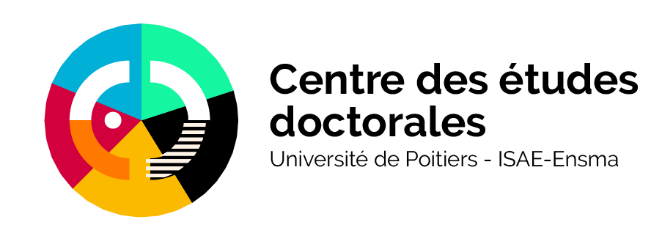 Centre des études
doctorales
Université de Poitiers - ISAE-Ensma